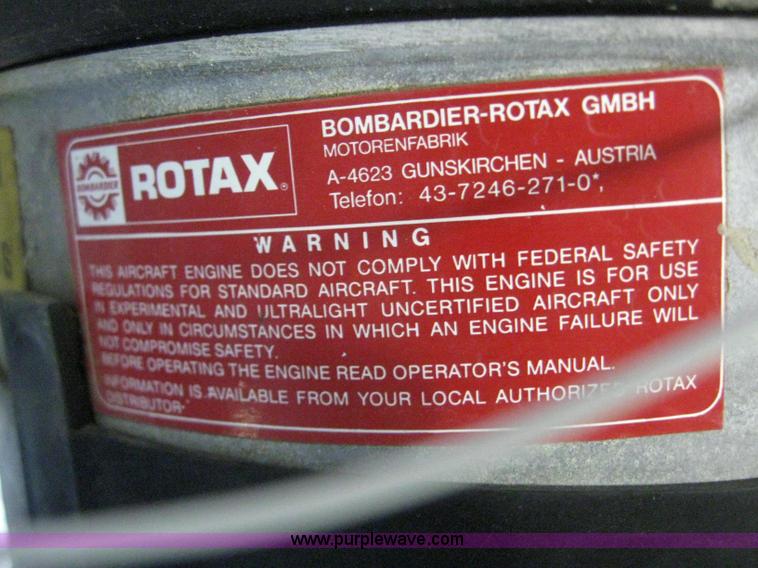 BOMBARDIER
ROTAX®
BOMBARDIER-ROTAX GMBH
MOTORENFABRIK
A-4623 GUNSKIRCHEN - AUSTRIA
Telefon: 43-7246-271-0*,
WARNING
THIS AIRCRAFT ENGINE DOES NOT COMPLY WITH FEDERAL SAFETY
REGULATIONS FOR STANDARD AIRCRAFT. THIS ENGINE IS FOR USE
IN EXPERIMENTAL AND ULTRALIGHT UNCERTIFIED AIRCRAFT ONLY
AND ONLY IN CIRCUMSTANCES IN WHICH AN ENGINE FAILURE WILL
NOT COMPROMISE SAFETY.
BEFORE OPERATING THE ENGINE READ OPERATOR'S MANUAL.
INFORMATION IS AVAILABLE FROM YOUR LOCAL AUTHORIZED ROTAX
DISTRIBUTOR
www.purplewave.com